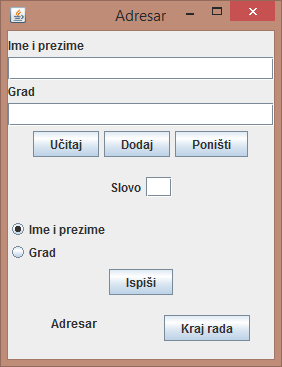 Adresar
Ime i prezime
Grad
Učitaj Dodaj Poništi
Slovo
Ime i prezime
Grad
Ispiši
Adresar Kraj rada